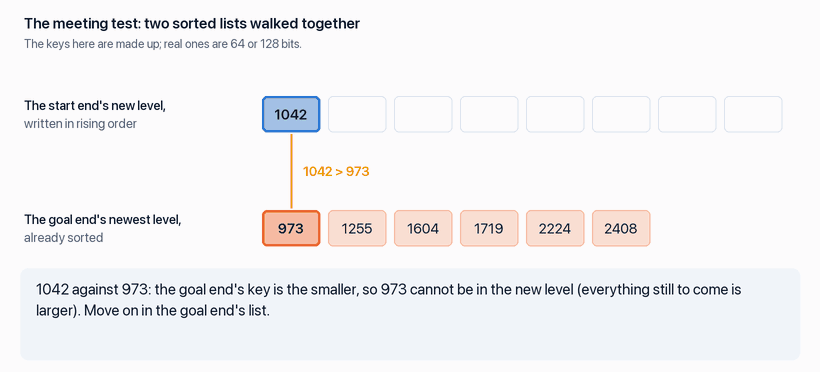 The meeting test: two sorted lists walked together
The keys here are made up; real ones are 64 or 128 bits.
The start end's new level,
written in rising order
1042
1042 > 973
The goal end's newest level,
already sorted
973 1255 1604 1719 2224 2408
1042 against 973: the goal end's key is the smaller, so 973 cannot be in the new level (everything still to come is
larger). Move on in the goal end's list.